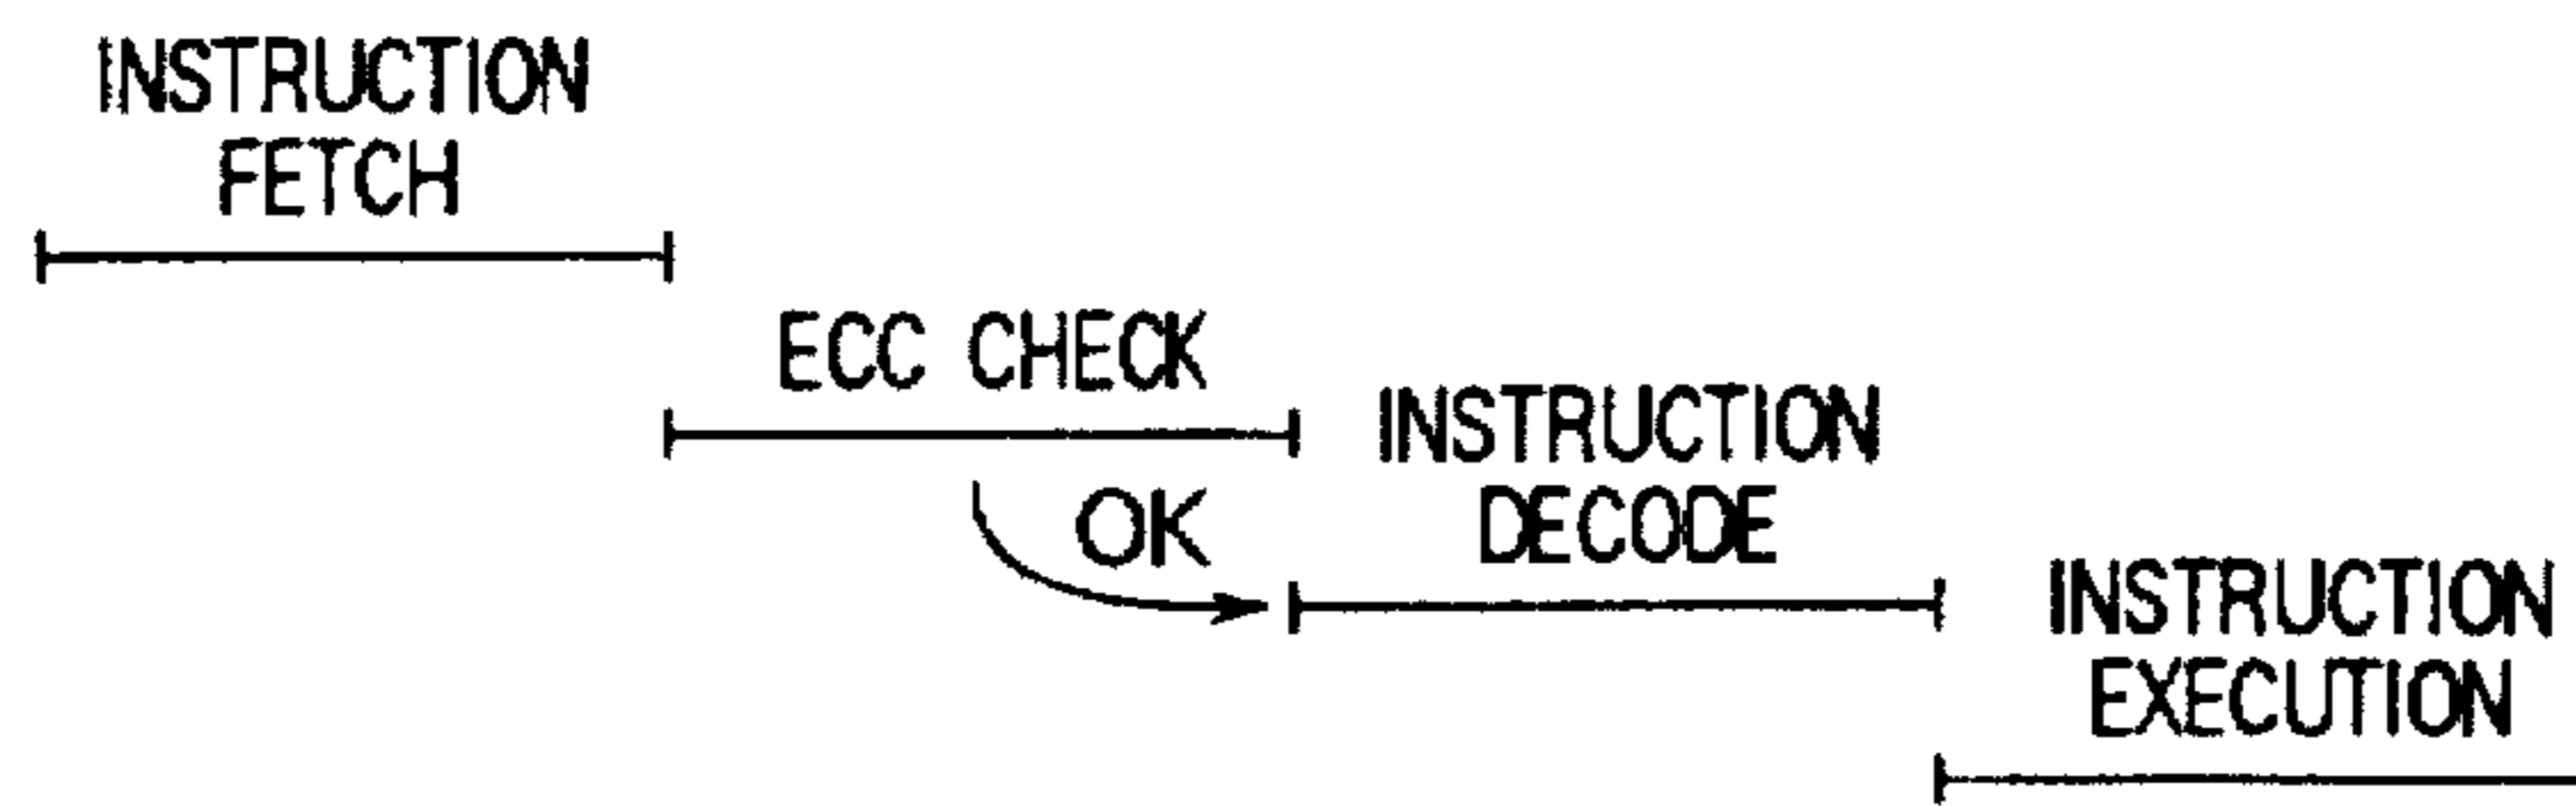 INSTRUCTION
FETCH
ECC CHECK
OK
INSTRUCTION
DECODE
INSTRUCTION
EXECUTION